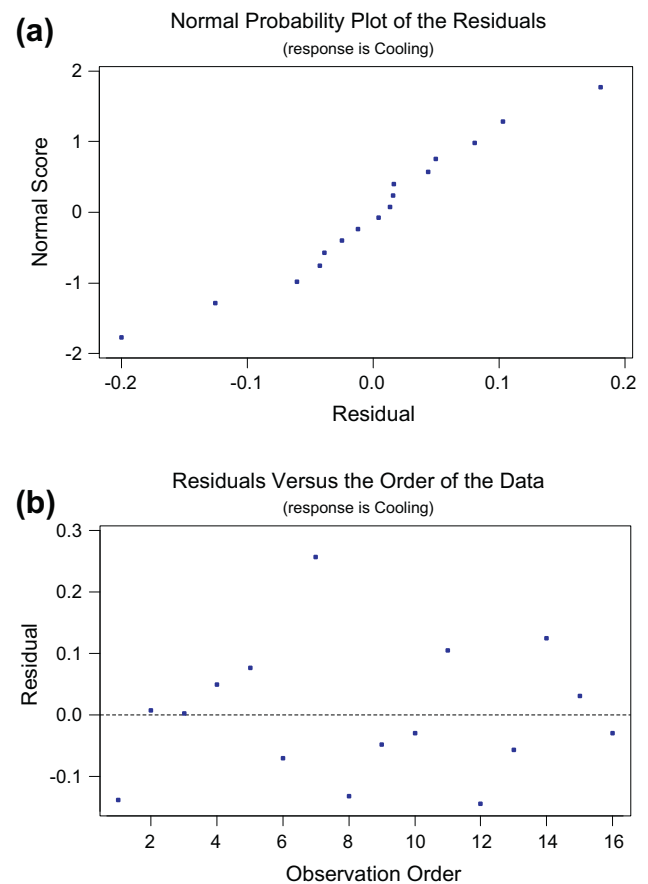 (a)
Normal Probability Plot of the Residuals
(response is Cooling)
2
1
0
-1
-2
Normal Score
-0.2 -0.1 0.0 0.1 0.2
Residual
(b)
Residuals Versus the Order of the Data
(response is Cooling)
0.3
0.2
0.1
0.0
-0.1
Residual
2 4 6 8 10 12 14 16
Observation Order